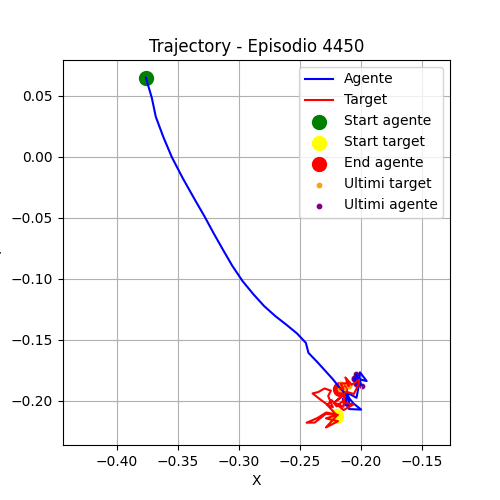 Trajectory - Episodio 4450
Agente
Target
Start agente
Start target
End agente
Ultimi target
Ultimi agente
0.05
0.00
−0.05
−0.10
−0.15
−0.20
−0.40
−0.35
−0.30
−0.25
−0.20
−0.15
X